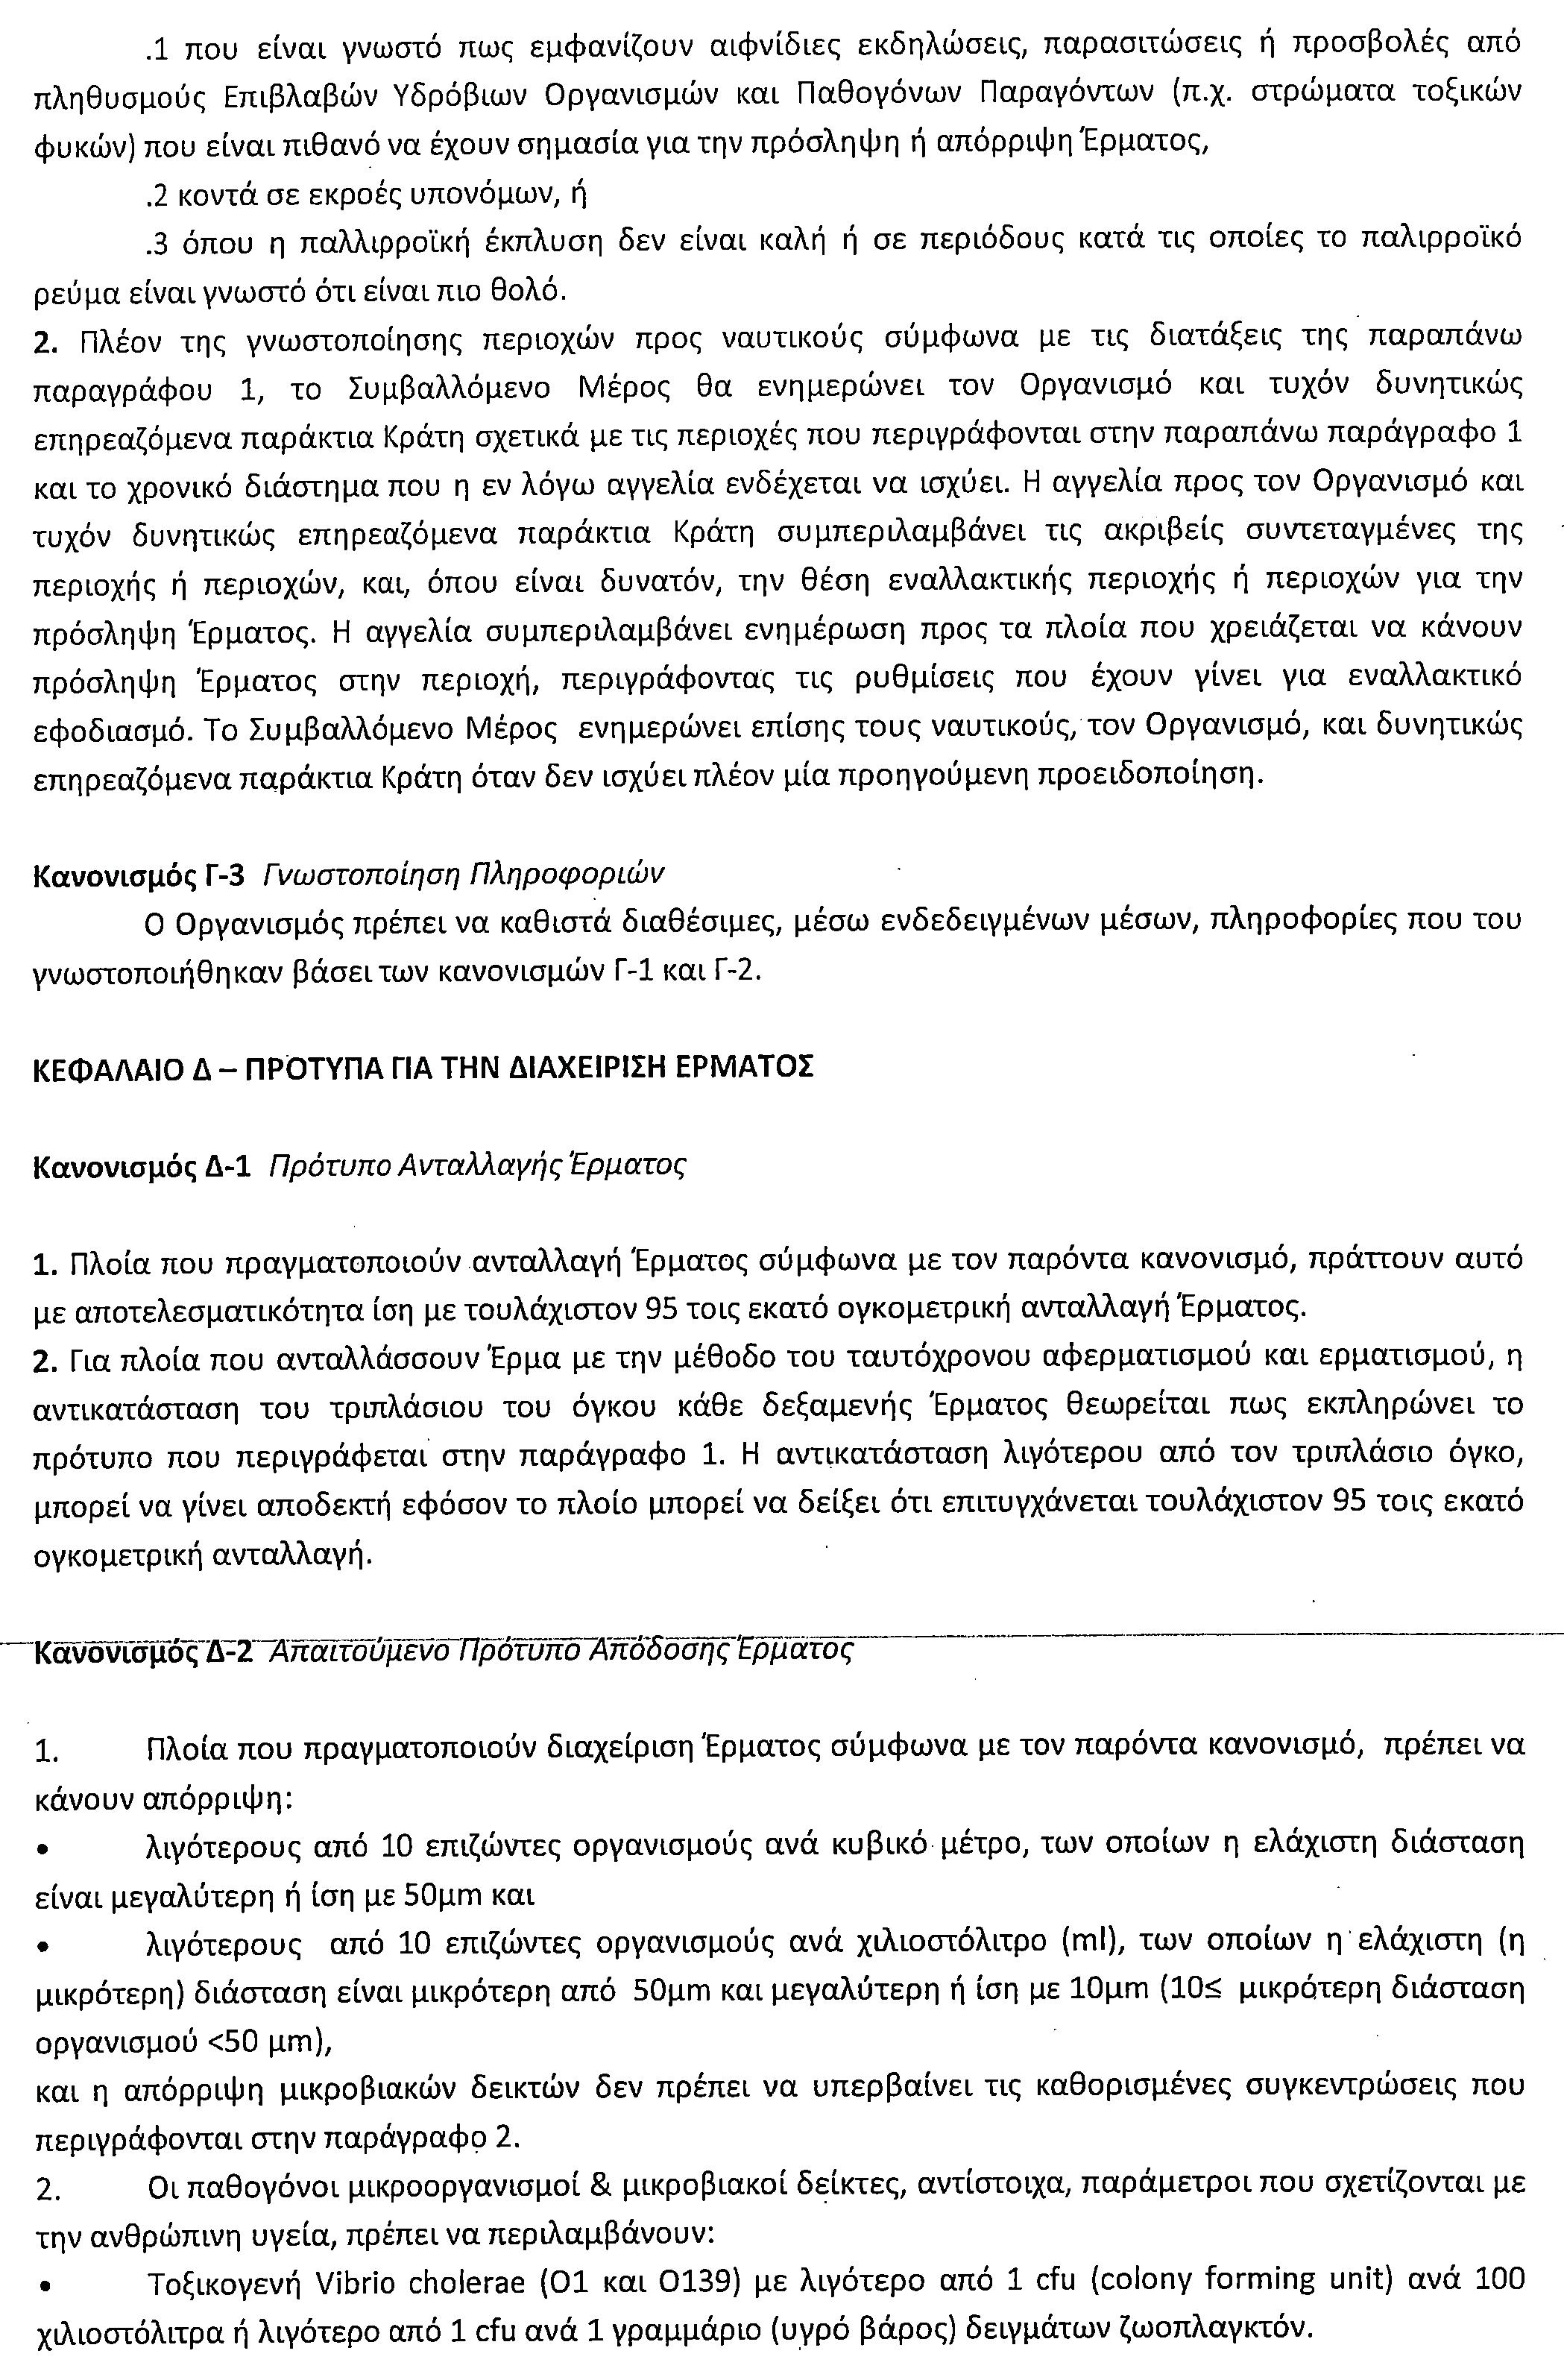 .1 που είναι γνωστό πως εμφανίζουν αιφνίδιες εκδηλώσεις, παρασιτώσεις ή προσβολές από
πληθυσμούς Επιβλαβών Υδρόβιων Οργανισμών και Παθογόνων Παραγόντων (π.χ. στρώματα τοξικών
φυκών) που είναι πιθανό να έχουν σημασία για την πρόσληψη ή απόρριψη Έρματος,
.2 κοντά σε εκροές υπονόμων, ή
.3 όπου η παλλιρροϊκή έκπλυση δεν είναι καλή ή σε περιόδους κατά τις οποίες το παλιρροϊκό
ρεύμα είναι γνωστό ότι είναι πιο θολό.
2. Πλέον της γνωστοποίησης περιοχών προς ναυτικούς σύμφωνα με τις διατάξεις της παραπάνω
παραγράφου 1, το Συμβαλλόμενο Μέρος θα ενημερώνει τον Οργανισμό και τυχόν δυνητικώς
επηρεαζόμενα παράκτια Κράτη σχετικά με τις περιοχές που περιγράφονται στην παραπάνω παράγραφο 1
και το χρονικό διάστημα που η εν λόγω αγγελία ενδέχεται να ισχύει. Η αγγελία προς τον Οργανισμό και
τυχόν δυνητικώς επηρεαζόμενα παράκτια Κράτη συμπεριλαμβάνει τις ακριβείς συντεταγμένες της
περιοχής ή περιοχών, και, όπου είναι δυνατόν, την θέση εναλλακτικής περιοχής ή περιοχών για την
πρόσληψη Έρματος. Η αγγελία συμπεριλαμβάνει ενημέρωση προς τα πλοία που χρειάζεται να κάνουν
πρόσληψη Έρματος στην περιοχή, περιγράφοντας τις ρυθμίσεις που έχουν γίνει για εναλλακτικό
εφοδιασμό. Το Συμβαλλόμενο Μέρος ενημερώνει επίσης τους ναυτικούς, τον Οργανισμό, και δυνητικώς
επηρεαζόμενα παράκτια Κράτη όταν δεν ισχύει πλέον μία προηγούμενη προειδοποίηση.
Κανονισμός Γ-3 Γνωστοποίηση Πληροφοριών
Ο Οργανισμός πρέπει να καθιστά διαθέσιμες, μέσω ενδεδειγμένων μέσων, πληροφορίες που του
γνωστοποιήθηκαν βάσει των κανονισμών Γ-1 και Γ-2.
ΚΕΦΑΛΑΙΟ Δ – ΠΡΟΤΥΠΑ ΓΙΑ ΤΗΝ ΔΙΑΧΕΙΡΙΣΗ ΕΡΜΑΤΟΣ
Κανονισμός Δ-1 Πρότυπο Ανταλλαγής Έρματος
1. Πλοία που πραγματοποιούν ανταλλαγή Έρματος σύμφωνα με τον παρόντα κανονισμό, πράττουν αυτό
με αποτελεσματικότητα ίση με τουλάχιστον 95 τοις εκατό ογκομετρική ανταλλαγή Έρματος.
2. Για πλοία που ανταλλάσσουν Έρμα με την μέθοδο του ταυτόχρονου αφερματισμού και ερματισμού, η
αντικατάσταση του τριπλάσιου του όγκου κάθε δεξαμενής Έρματος θεωρείται πως εκπληρώνει το
πρότυπο που περιγράφεται στην παράγραφο 1. Η αντικατάσταση λιγότερου από τον τριπλάσιο όγκο,
μπορεί να γίνει αποδεκτή εφόσον το πλοίο μπορεί να δείξει ότι επιτυγχάνεται τουλάχιστον 95 τοις εκατό
ογκομετρική ανταλλαγή.
Κανονισμός Δ-2 Απαιτούμενο Πρότυπο Απόδοσης Έρματος
1. Πλοία που πραγματοποιούν διαχείριση Έρματος σύμφωνα με τον παρόντα κανονισμό, πρέπει να
κάνουν απόρριψη:
• λιγότερους από 10 επιζώντες οργανισμούς ανά κυβικό μέτρο, των οποίων η ελάχιστη διάσταση
είναι μεγαλύτερη ή ίση με 50μm και
• λιγότερους από 10 επιζώντες οργανισμούς ανά χιλιοστόλιτρο (ml), των οποίων η ελάχιστη (η
μικρότερη) διάσταση είναι μικρότερη από 50μm και μεγαλύτερη ή ίση με 10μm (10≤ μικρότερη διάσταση
οργανισμού <50 μm),
και η απόρριψη μικροβιακών δεικτών δεν πρέπει να υπερβαίνει τις καθορισμένες συγκεντρώσεις που
περιγράφονται στην παράγραφο 2.
2. Οι παθογόνοι μικροοργανισμοί & μικροβιακοί δείκτες, αντίστοιχα, παράμετροι που σχετίζονται με
την ανθρώπινη υγεία, πρέπει να περιλαμβάνουν:
• Τοξικογενή Vibrio cholerae (O1 και O139) με λιγότερο από 1 cfu (colony forming unit) ανά 100
χιλιοστόλιτρα ή λιγότερο από 1 cfu ανά 1 γραμμάριο (υγρό βάρος) δειγμάτων ζωοπλαγκτόν.